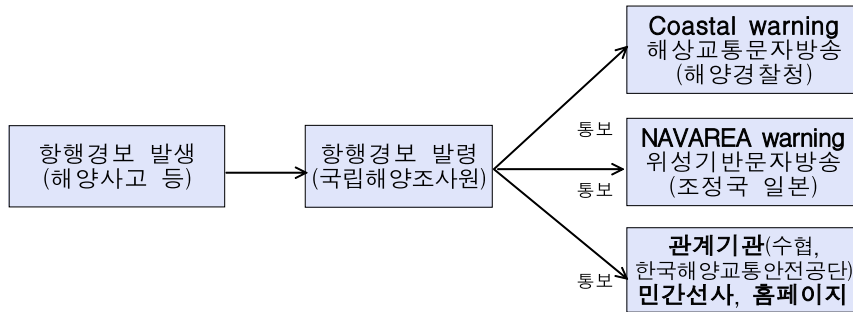 항행경보 발생
(해양사고 등)
항행경보 발령
(국립해양조사원)
통보
Coastal warning
해상교통문자방송
(해양경찰청)
통보
NAVAREA warning
위성기반문자방송
(조정국 일본)
통보
관계기관(수협,
한국해양교통안전공단)
민간선사, 홈페이지